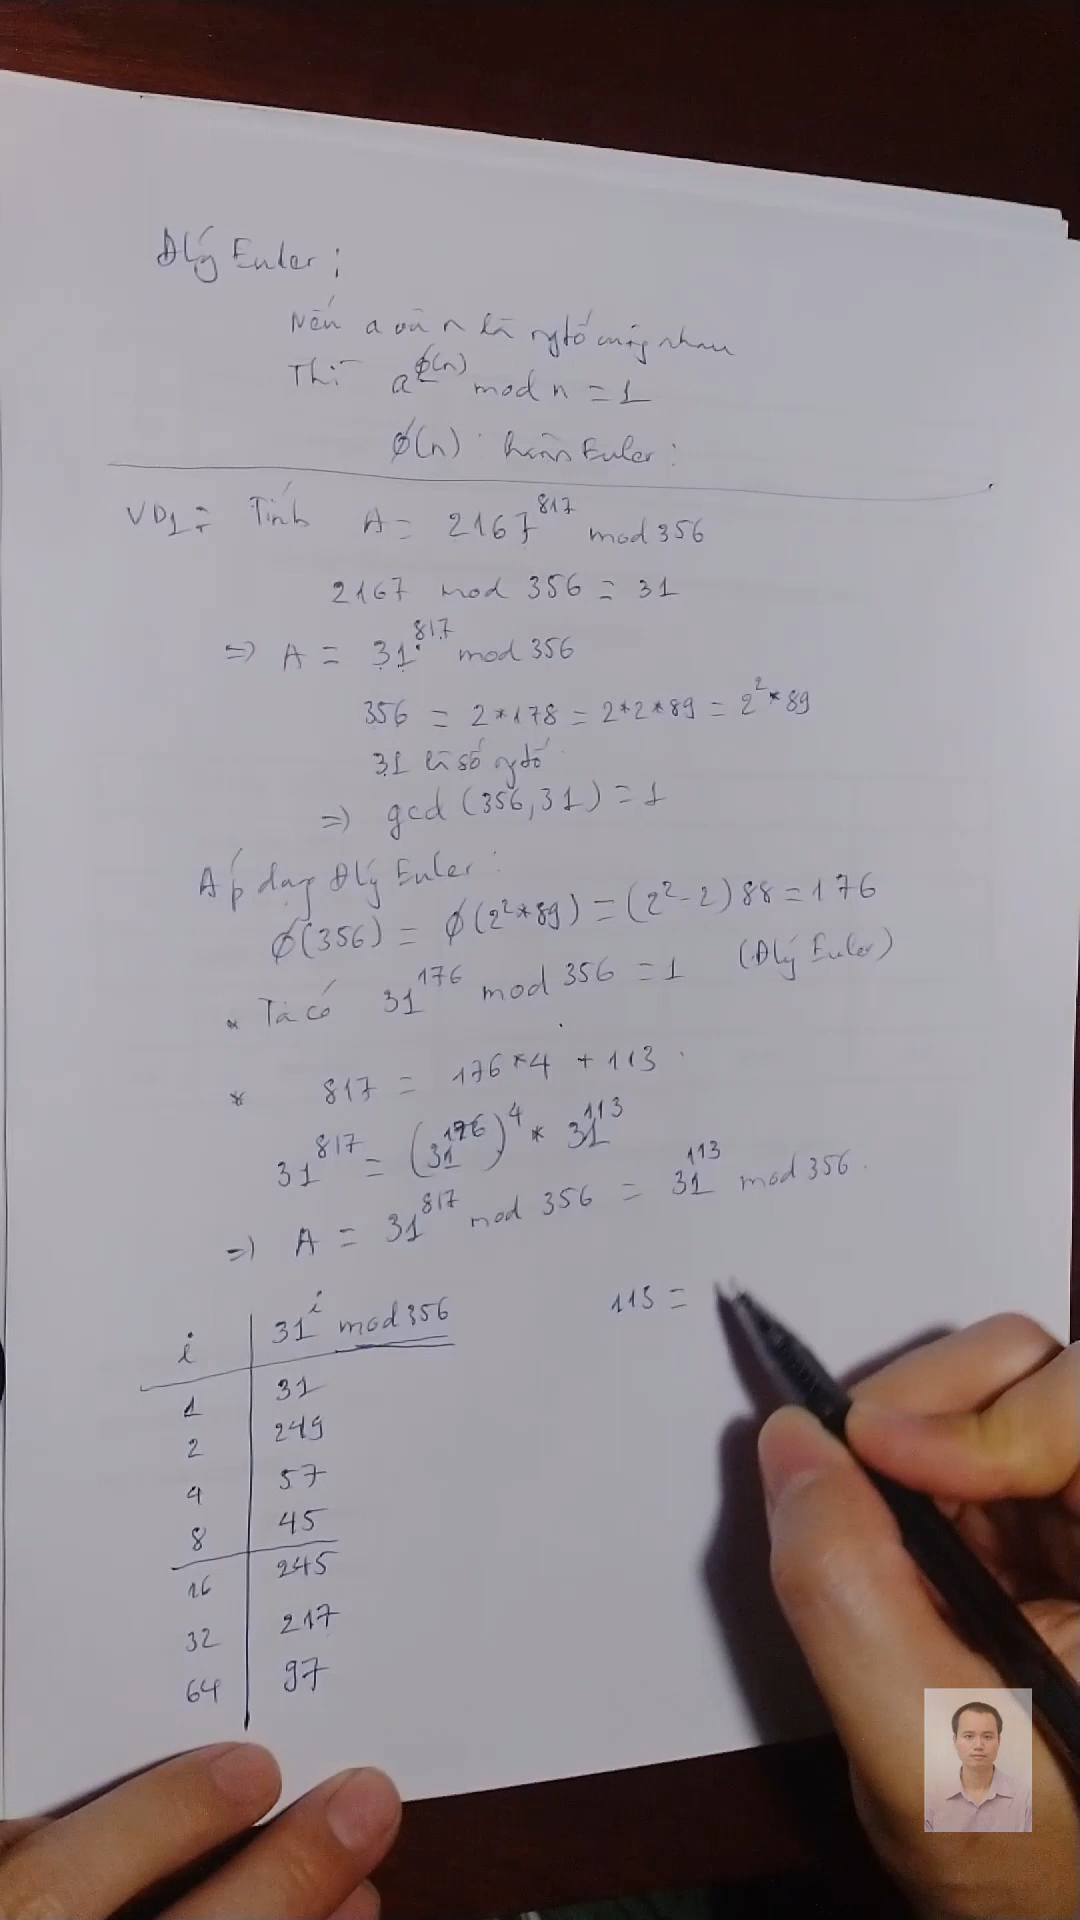 Đlý Euler:
Nếu a và n là ngtố cùng nhau
Thì a^ϕ(n) mod n = 1
ϕ(n) hàm Euler:
VD1: Tính A = 2167^817 mod 356
2167 mod 356 = 31
=> A = 31^817 mod 356
356 = 2*178 = 2*2*89 = 2^2*89
31 là số ngtố
=> gcd(356,31) = 1
Áp dụng Đlý Euler:
ϕ(356) = ϕ(2^2*89) = (2^2-2)88 = 176
* Ta có 31^176 mod 356 = 1 (Đlý Euler)
* 817 = 176*4 + 113
31^817 = (31^176)^4 * 31^113
=> A = 31^817 mod 356 = 31^113 mod 356.
i 31^i mod 356 113 =
1 31
2 249
4 57
8 45
16 245
32 217
64 97